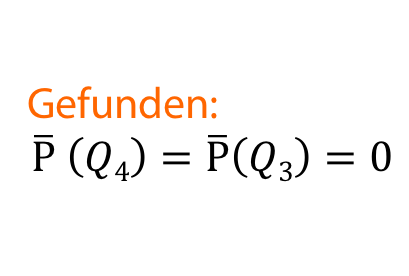 Gefunden:
P̅ (Q₄) = P̅(Q₃) = 0